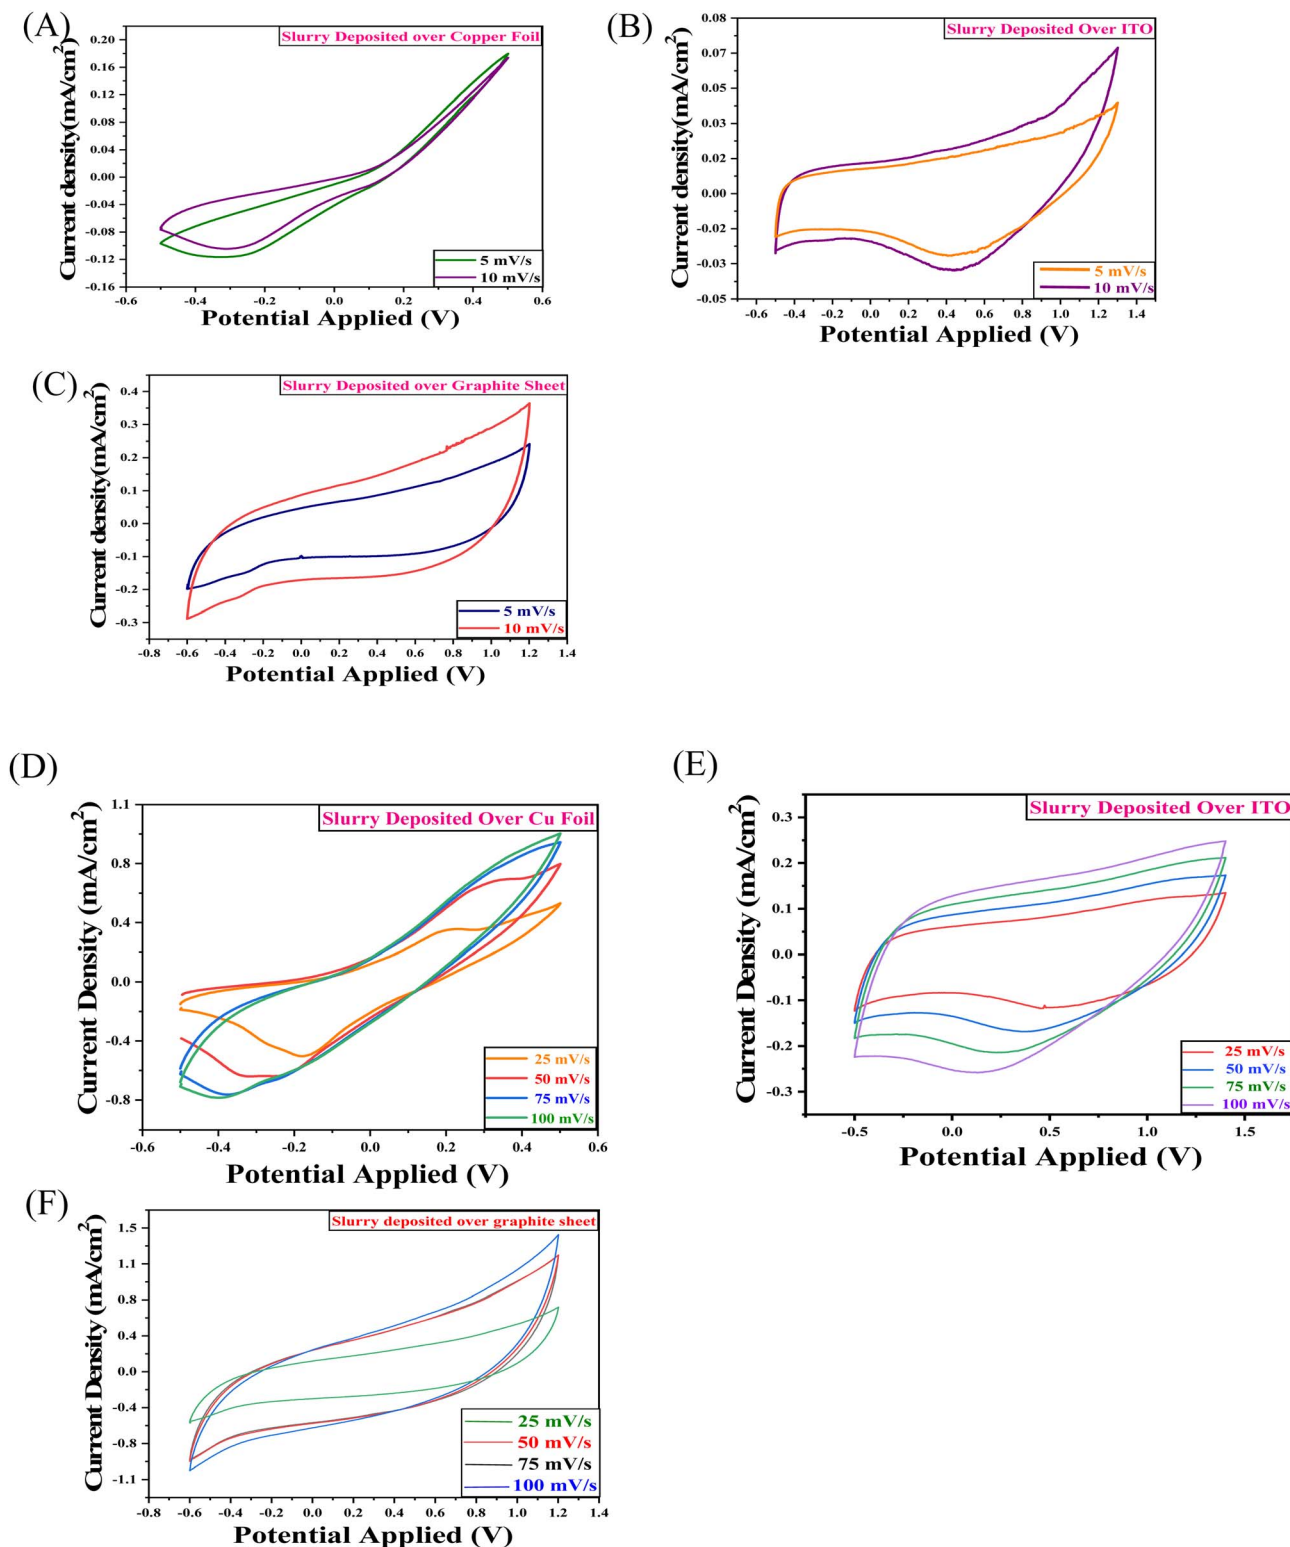 (A)
Slurry Deposited over Copper Foil
Current density(mA/cm²)
0.20
0.16
0.12
0.08
0.04
0.00
-0.04
-0.08
-0.12
-0.16
5 mV/s
10 mV/s
-0.6 -0.4 -0.2 0.0 0.2 0.4 0.6
Potential Applied (V)
(B)
Slurry Deposited Over ITO
Current density(mA/cm²)
0.08
0.07
0.05
0.03
0.02
0.00
-0.02
-0.03
-0.05
5 mV/s
10 mV/s
-0.6 -0.4 -0.2 0.0 0.2 0.4 0.6 0.8 1.0 1.2 1.4
Potential Applied (V)
(C)
Slurry Deposited over Graphite Sheet
Current density(mA/cm²)
0.4
0.3
0.2
0.1
0.0
-0.1
-0.2
-0.3
5 mV/s
10 mV/s
-0.8 -0.6 -0.4 -0.2 0.0 0.2 0.4 0.6 0.8 1.0 1.2 1.4
Potential Applied (V)
(D)
Slurry Deposited Over Cu Foil
Current Density (mA/cm²)
1.1
0.8
0.4
0.0
-0.4
-0.8
25 mV/s
50 mV/s
75 mV/s
100 mV/s
-0.6 -0.4 -0.2 0.0 0.2 0.4 0.6
Potential Applied (V)
(E)
Slurry Deposited Over ITO
Current Density (mA/cm²)
0.3
0.2
0.1
0.0
-0.1
-0.2
-0.3
25 mV/s
50 mV/s
75 mV/s
100 mV/s
-0.5 0.0 0.5 1.0 1.5
Potential Applied (V)
(F)
Slurry deposited over graphite sheet
Current Density (mA/cm²)
1.5
1.1
0.8
0.4
0.0
-0.4
-0.8
-1.1
25 mV/s
50 mV/s
75 mV/s
100 mV/s
-0.8 -0.6 -0.4 -0.2 0.0 0.2 0.4 0.6 0.8 1.0 1.2 1.4
Potential Applied (V)